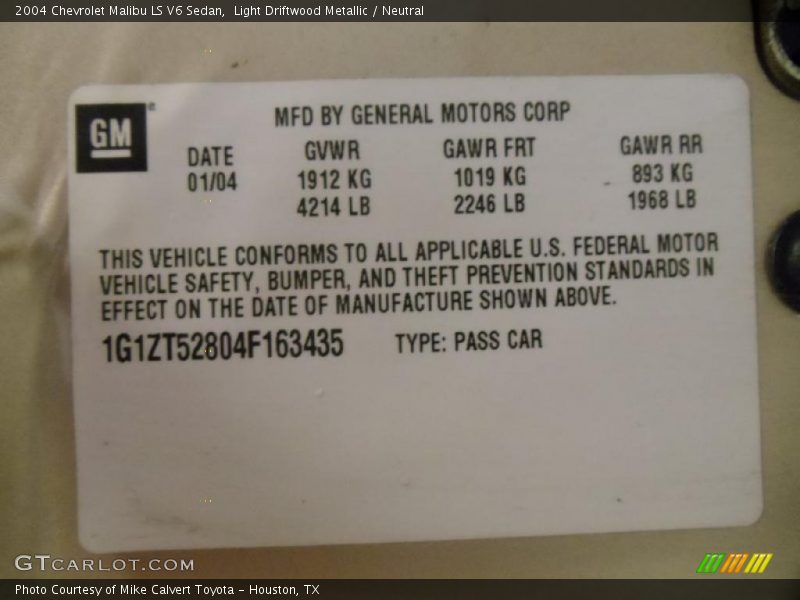 2004 Chevrolet Malibu LS V6 Sedan,  Light Driftwood Metallic / Neutral
MFD BY GENERAL MOTORS CORP
GM
DATE GVWR GAWR FRT GAWR RR
01/04 1912 KG 1019 KG 893 KG
4214 LB 2246 LB 1968 LB
THIS VEHICLE CONFORMS TO ALL APPLICABLE U.S. FEDERAL MOTOR
VEHICLE SAFETY, BUMPER, AND THEFT PREVENTION STANDARDS IN
EFFECT ON THE DATE OF MANUFACTURE SHOWN ABOVE.
1G1ZT52804F163435 TYPE: PASS CAR
GTCARLOT.COM
Photo Courtesy of Mike Calvert Toyota - Houston, TX